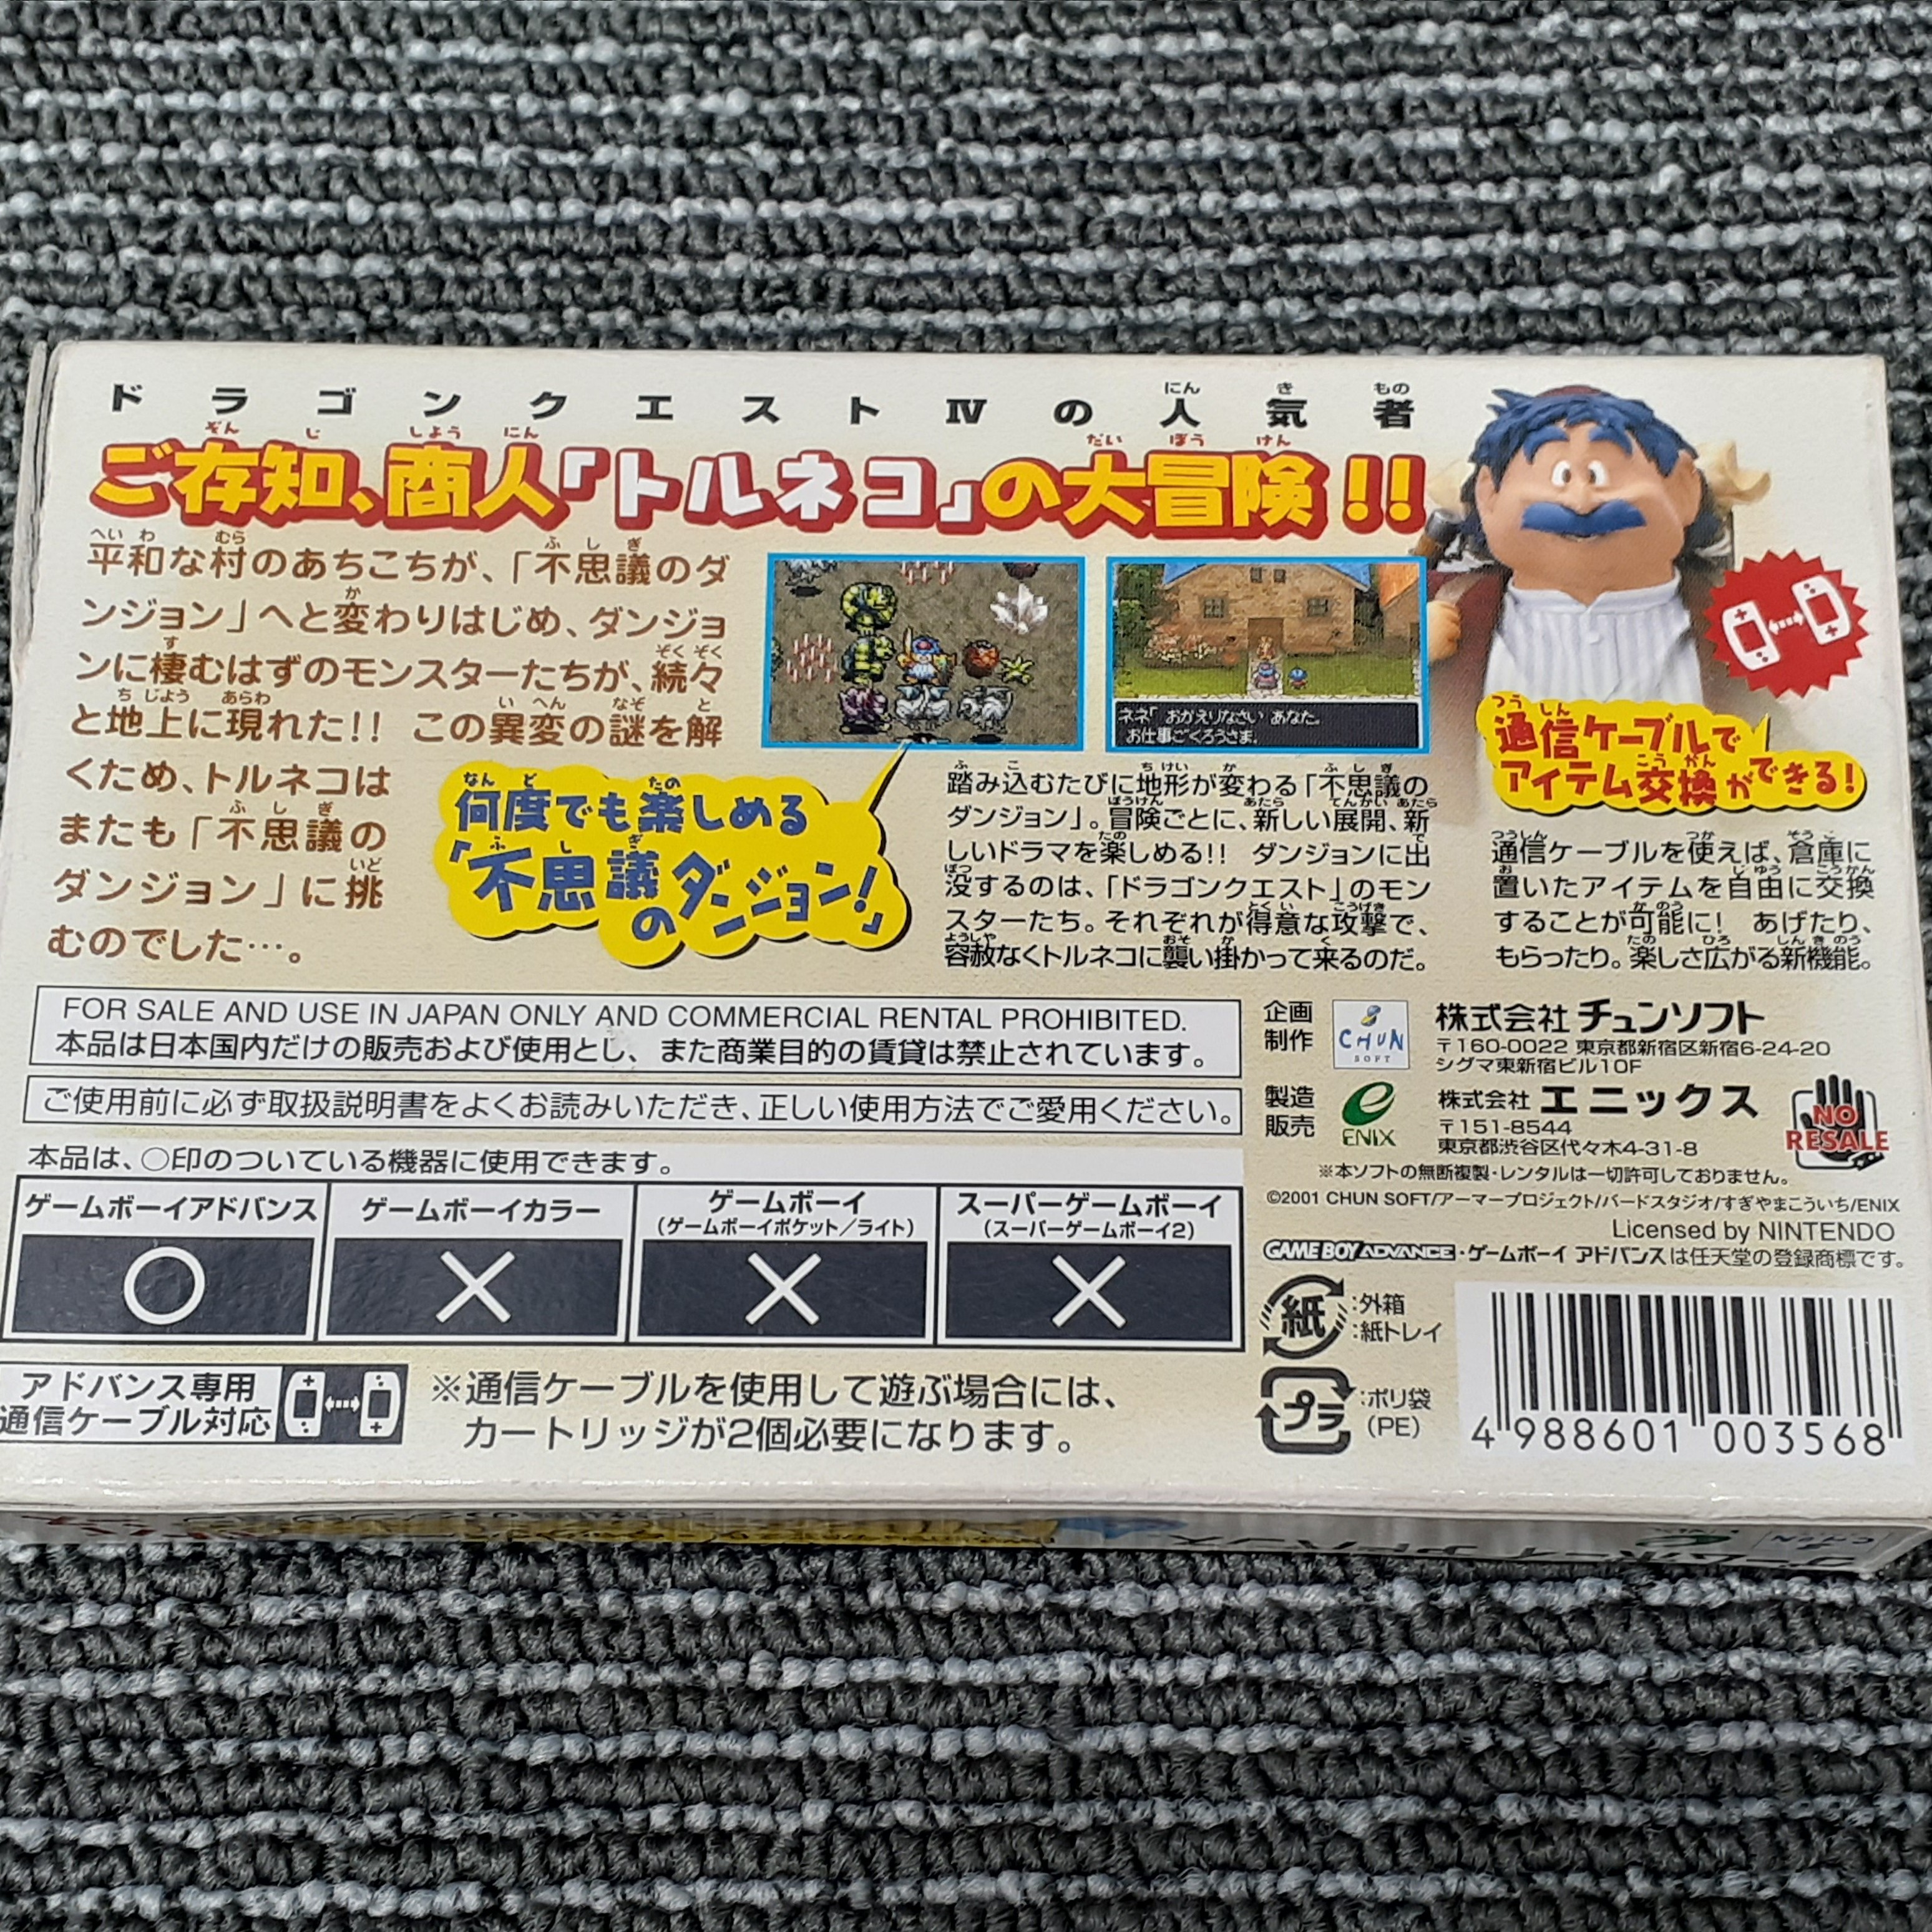 ドラゴンクエストIVの人気者
ご存知、商人「トルネコ」の大冒険!!
平和な村のあちこちが、「不思議のダ
ンジョン」へと変わりはじめ、ダンジョ
ンに棲むはずのモンスターたちが、続々
と地上に現れた!! この異変の謎を解
くため、トルネコは
またも「不思議の
ダンジョン」に挑
むのでした…。
ネネ「 おかえりなさい あなた。
お仕事ごくろうさま。
何度でも楽しめる
「不思議のダンジョン!」
踏み込むたびに地形が変わる「不思議の
ダンジョン」。冒険ごとに、新しい展開、新
しいドラマを楽しめる!! ダンジョンに出
没するのは、「ドラゴンクエスト」のモン
スターたち。それぞれが得意な攻撃で、
容赦なくトルネコに襲い掛かって来るのだ。
通信ケーブルで
アイテム交換ができる!
通信ケーブルを使えば、倉庫に
置いたアイテムを自由に交換
することが可能に! あげたり、
もらったり。楽しさ広がる新機能。
FOR SALE AND USE IN JAPAN ONLY AND COMMERCIAL RENTAL PROHIBITED.
本品は日本国内だけの販売および使用とし、また商業目的の賃貸は禁止されています。
ご使用前に必ず取扱説明書をよくお読みいただき、正しい使用方法でご愛用ください。
本品は、○印のついている機器に使用できます。
ゲームボーイアドバンス
ゲームボーイカラー
ゲームボーイ
(ゲームボーイポケット/ライト)
スーパーゲームボーイ
(スーパーゲームボーイ2)
○ × × ×
アドバンス専用
通信ケーブル対応
※通信ケーブルを使用して遊ぶ場合には、
カートリッジが2個必要になります。
企画
制作
CHUN
SOFT
株式会社 チュンソフト
〒160-0022 東京都新宿区新宿6-24-20
シグマ東新宿ビル10F
製造
販売
ENIX
株式会社 エニックス
〒151-8544
東京都渋谷区代々木4-31-8
NO
RESALE
※本ソフトの無断複製・レンタルは一切許可しておりません。
©2001 CHUN SOFT/アーマープロジェクト/バードスタジオ/すぎやまこういち/ENIX
Licensed by NINTENDO
GAME BOY ADVANCE・ゲームボーイ アドバンスは任天堂の登録商標です。
紙
:外箱
:紙トレイ
プラ
:ポリ袋
(PE)
4 988601 003568